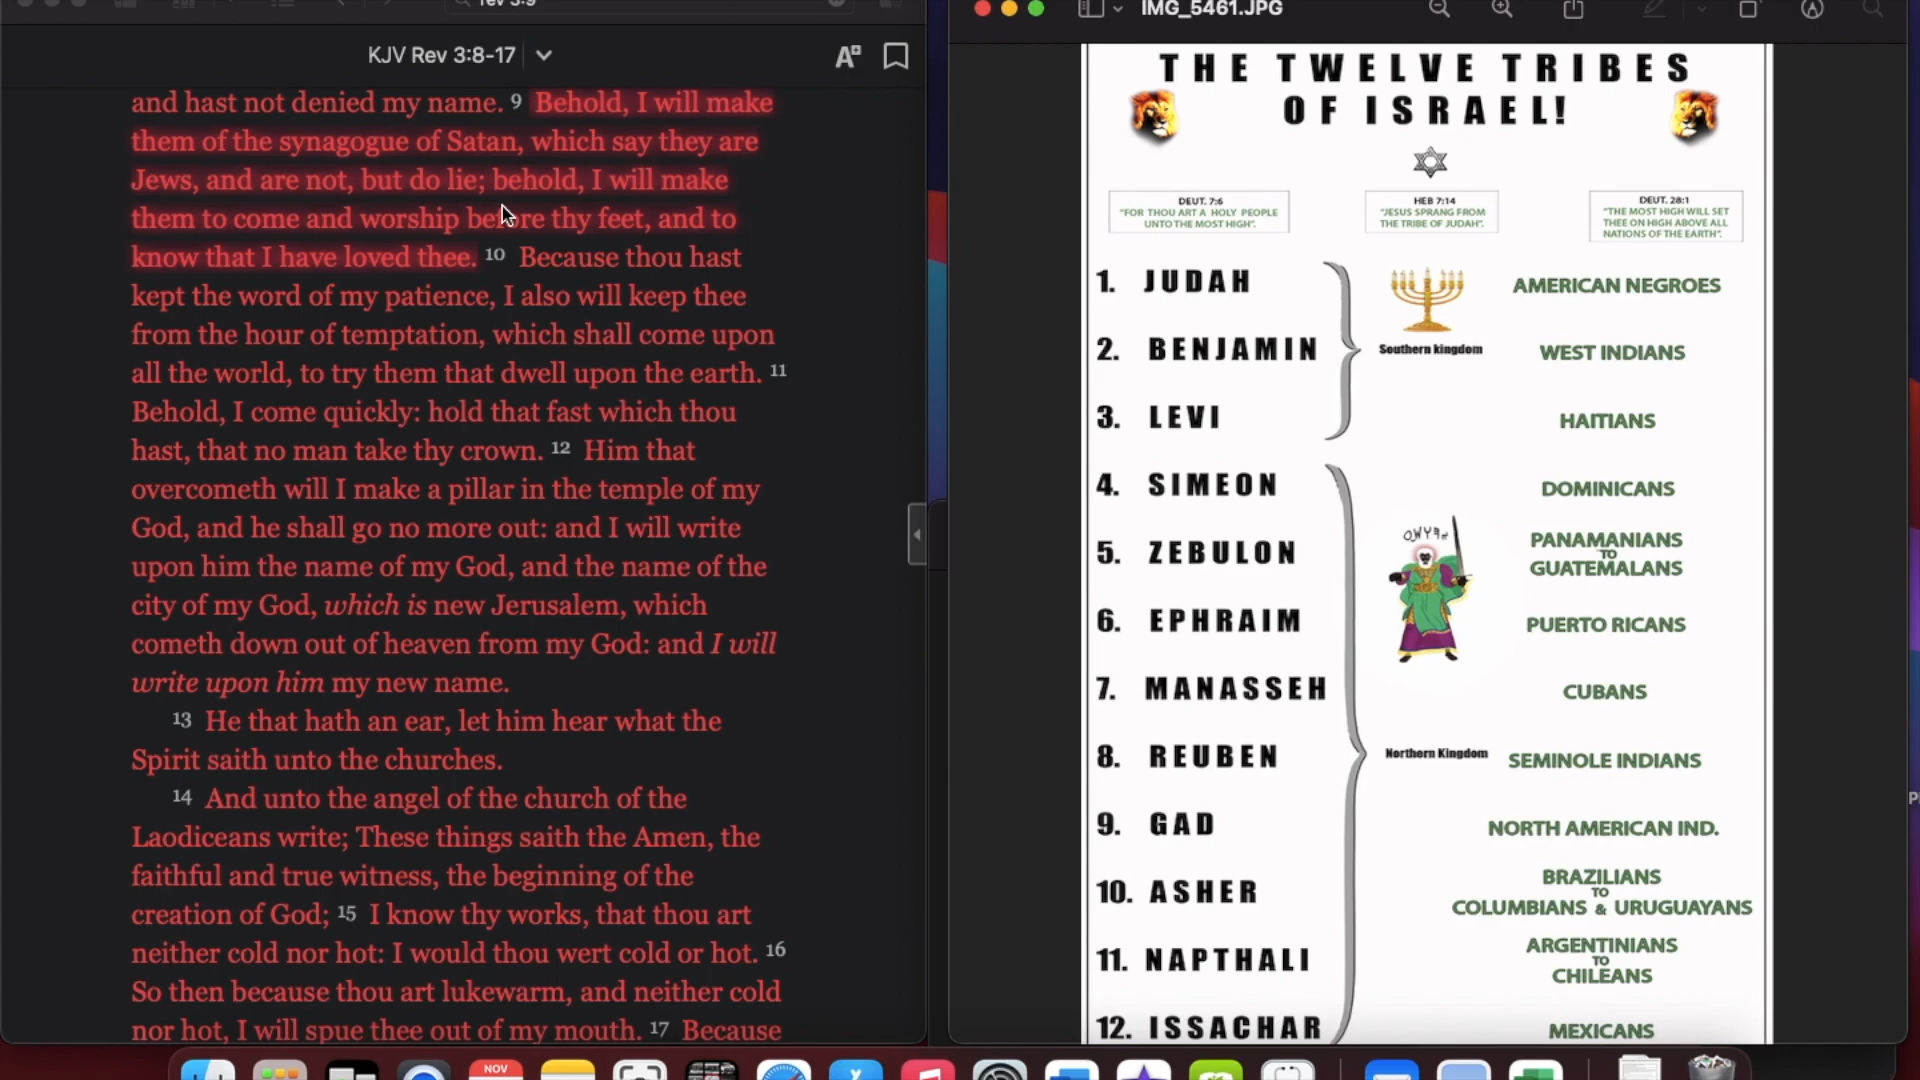 rev 3:9
KJV Rev 3:8-17
and hast not denied my name. 9 Behold, I will make
them of the synagogue of Satan, which say they are
Jews, and are not, but do lie; behold, I will make
them to come and worship before thy feet, and to
know that I have loved thee. 10 Because thou hast
kept the word of my patience, I also will keep thee
from the hour of temptation, which shall come upon
all the world, to try them that dwell upon the earth. 11
Behold, I come quickly: hold that fast which thou
hast, that no man take thy crown. 12 Him that
overcometh will I make a pillar in the temple of my
God, and he shall go no more out: and I will write
upon him the name of my God, and the name of the
city of my God, which is new Jerusalem, which
cometh down out of heaven from my God: and I will
write upon him my new name.
13 He that hath an ear, let him hear what the
Spirit saith unto the churches.
14 And unto the angel of the church of the
Laodiceans write; These things saith the Amen, the
faithful and true witness, the beginning of the
creation of God; 15 I know thy works, that thou art
neither cold nor hot: I would thou wert cold or hot. 16
So then because thou art lukewarm, and neither cold
nor hot, I will spue thee out of my mouth. 17 Because
IMG_5461.JPG
THE TWELVE TRIBES
OF ISRAEL!
DEUT. 7:6
"FOR THOU ART A HOLY PEOPLE
UNTO THE MOST HIGH".
HEB 7:14
"JESUS SPRANG FROM
THE TRIBE OF JUDAH".
DEUT. 28:1
"THE MOST HIGH WILL SET
THEE ON HIGH ABOVE ALL
NATIONS OF THE EARTH".
1. JUDAH AMERICAN NEGROES
2. BENJAMIN Southern kingdom WEST INDIANS
3. LEVI HAITIANS
4. SIMEON DOMINICANS
5. ZEBULON PANAMANIANS
TO
GUATEMALANS
6. EPHRAIM PUERTO RICANS
7. MANASSEH CUBANS
8. REUBEN Northern Kingdom SEMINOLE INDIANS
9. GAD NORTH AMERICAN IND.
10. ASHER BRAZILIANS
TO
COLUMBIANS & URUGUAYANS
11. NAPTHALI ARGENTINIANS
TO
CHILEANS
12. ISSACHAR MEXICANS
NOV